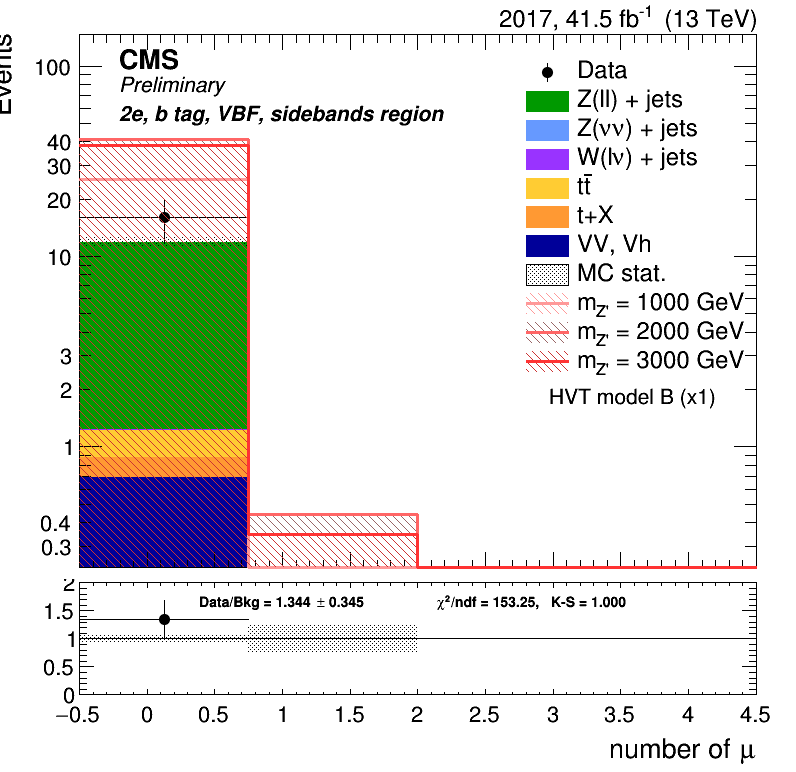 2017, 41.5 fb⁻¹ (13 TeV)
Events
CMS
Preliminary
2e, b tag, VBF, sidebands region
Data
Z(ll) + jets
Z(νν) + jets
W(lν) + jets
tt̄
t+X
VV, Vh
MC stat.
m_Z' = 1000 GeV
m_Z' = 2000 GeV
m_Z' = 3000 GeV
HVT model B (x1)
100
40
30
20
10
3
2
1
0.4
0.3
Data/Bkg = 1.344 ± 0.345 χ²/ndf = 153.25, K-S = 1.000
2
1.5
1
0.5
0
−0.5 0 0.5 1 1.5 2 2.5 3 3.5 4 4.5
number of μ